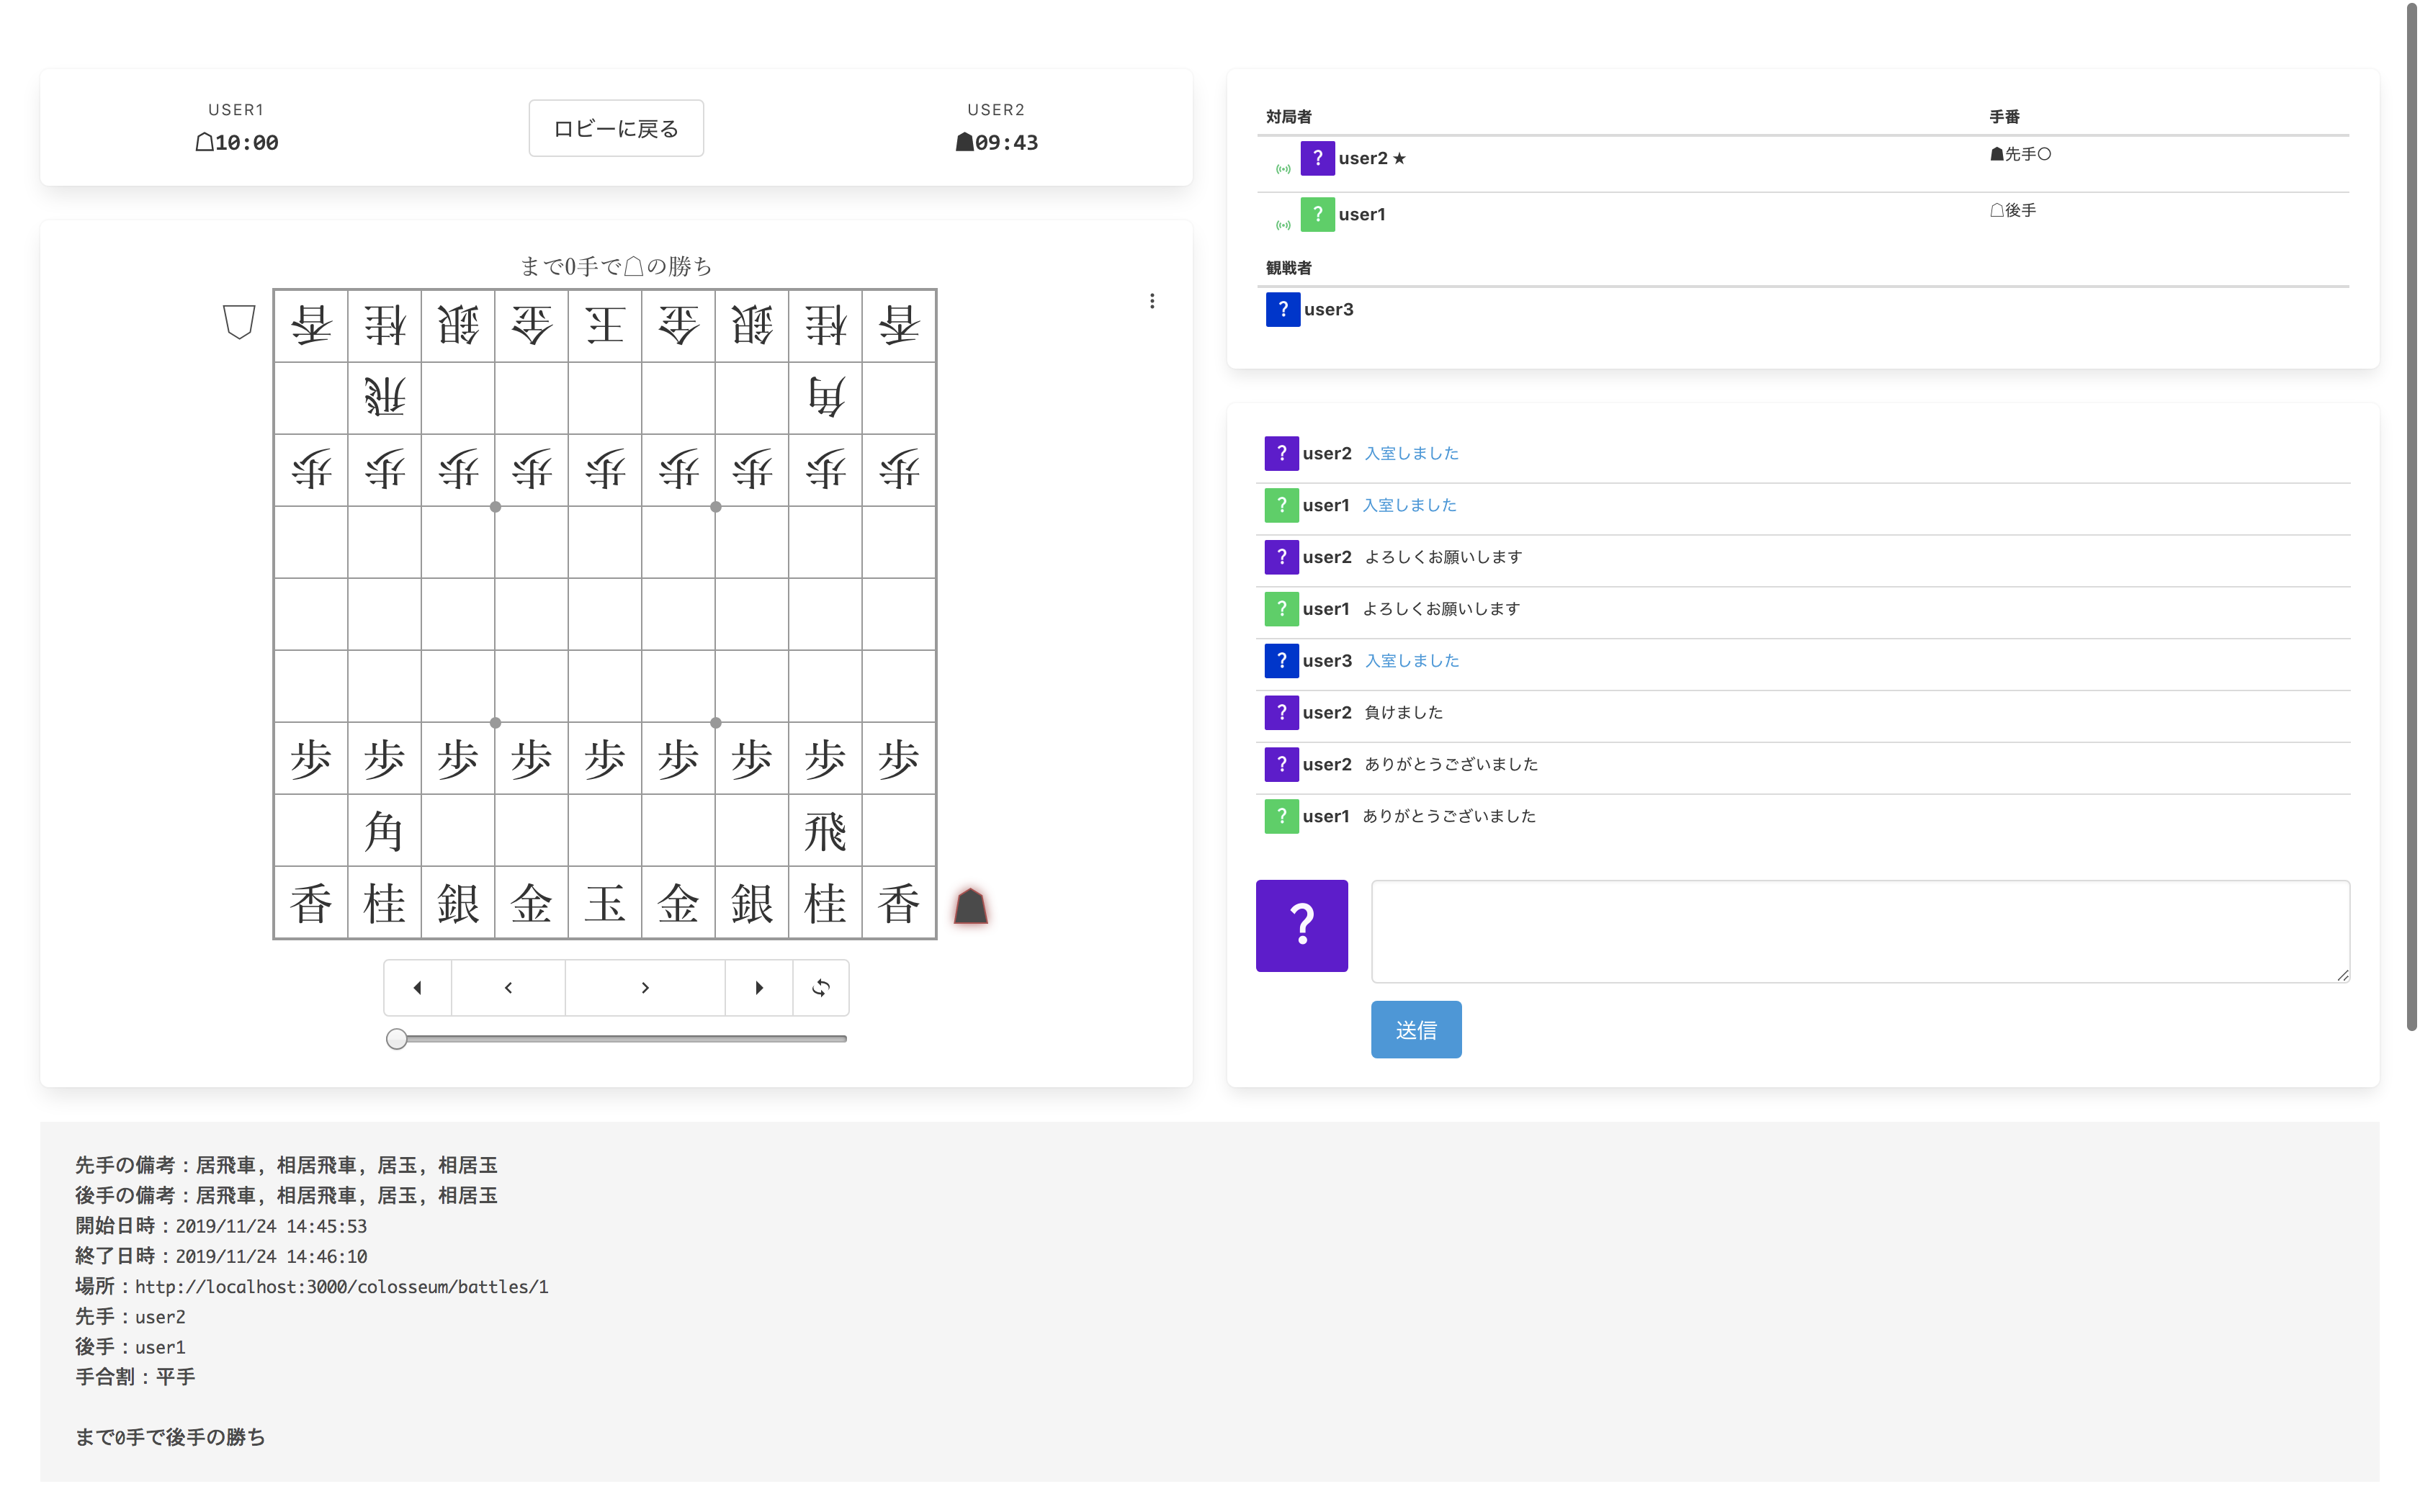 USER1
☖10:00
ロビーに戻る
USER2
☗09:43
まで0手で☖の勝ち
香桂銀金王金銀桂香
飛角
歩歩歩歩歩歩歩歩歩
歩歩歩歩歩歩歩歩歩
角飛
香桂銀金玉金銀桂香
対局者 手番
? user2 ★ ☗先手○
? user1 ☖後手
観戦者
? user3
? user2 入室しました
? user1 入室しました
? user2 よろしくお願いします
? user1 よろしくお願いします
? user3 入室しました
? user2 負けました
? user2 ありがとうございました
? user1 ありがとうございました
?
送信
先手の備考：居飛車, 相居飛車, 居玉, 相居玉
後手の備考：居飛車, 相居飛車, 居玉, 相居玉
開始日時：2019/11/24 14:45:53
終了日時：2019/11/24 14:46:10
場所：http://localhost:3000/colosseum/battles/1
先手：user2
後手：user1
手合割：平手
まで0手で後手の勝ち